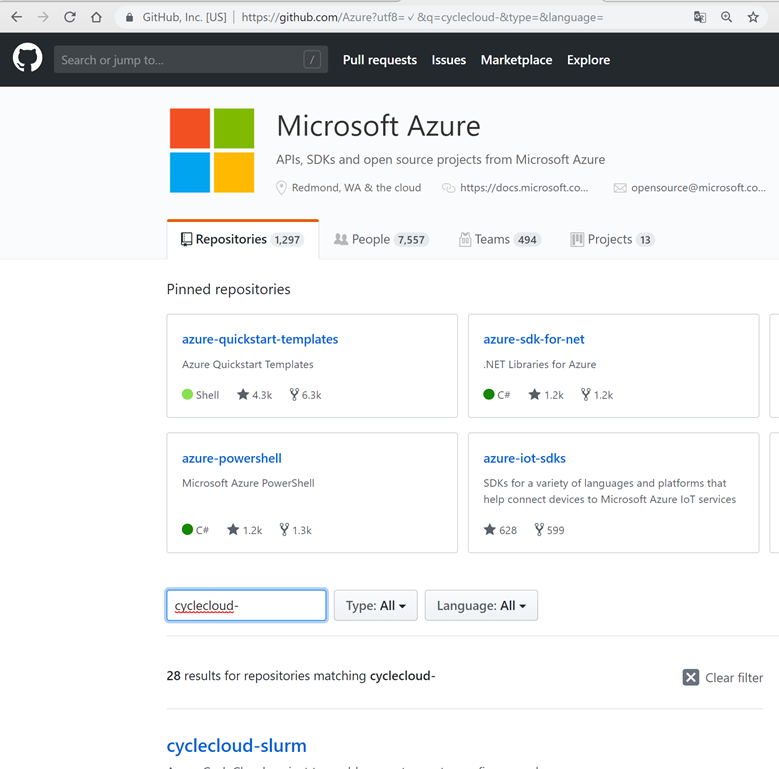 GitHub, Inc. [US] | https://github.com/Azure?utf8=✓&q=cyclecloud-&type=&language=
Search or jump to... /
Pull requests Issues Marketplace Explore
Microsoft Azure
APIs, SDKs and open source projects from Microsoft Azure
Redmond, WA & the cloud https://docs.microsoft.co... opensource@microsoft.co...
Repositories 1,297 People 7,557 Teams 494 Projects 13
Pinned repositories
azure-quickstart-templates
Azure Quickstart Templates
Shell 4.3k 6.3k
azure-sdk-for-net
.NET Libraries for Azure
C# 1.2k 1.2k
azure-powershell
Microsoft Azure PowerShell
C# 1.2k 1.3k
azure-iot-sdks
SDKs for a variety of languages and platforms that
help connect devices to Microsoft Azure IoT services
628 599
cyclecloud- Type: All Language: All
28 results for repositories matching cyclecloud- Clear filter
cyclecloud-slurm